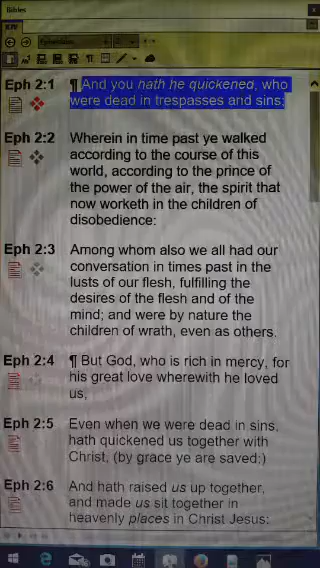 Bibles
KJV
Ephesians
Eph 2:1 ¶ And you hath he quickened, who
were dead in trespasses and sins;
Eph 2:2 Wherein in time past ye walked
according to the course of this
world, according to the prince of
the power of the air, the spirit that
now worketh in the children of
disobedience:
Eph 2:3 Among whom also we all had our
conversation in times past in the
lusts of our flesh, fulfilling the
desires of the flesh and of the
mind; and were by nature the
children of wrath, even as others.
Eph 2:4 ¶ But God, who is rich in mercy, for
his great love wherewith he loved
us,
Eph 2:5 Even when we were dead in sins,
hath quickened us together with
Christ, (by grace ye are saved;)
Eph 2:6 And hath raised us up together,
and made us sit together in
heavenly places in Christ Jesus: